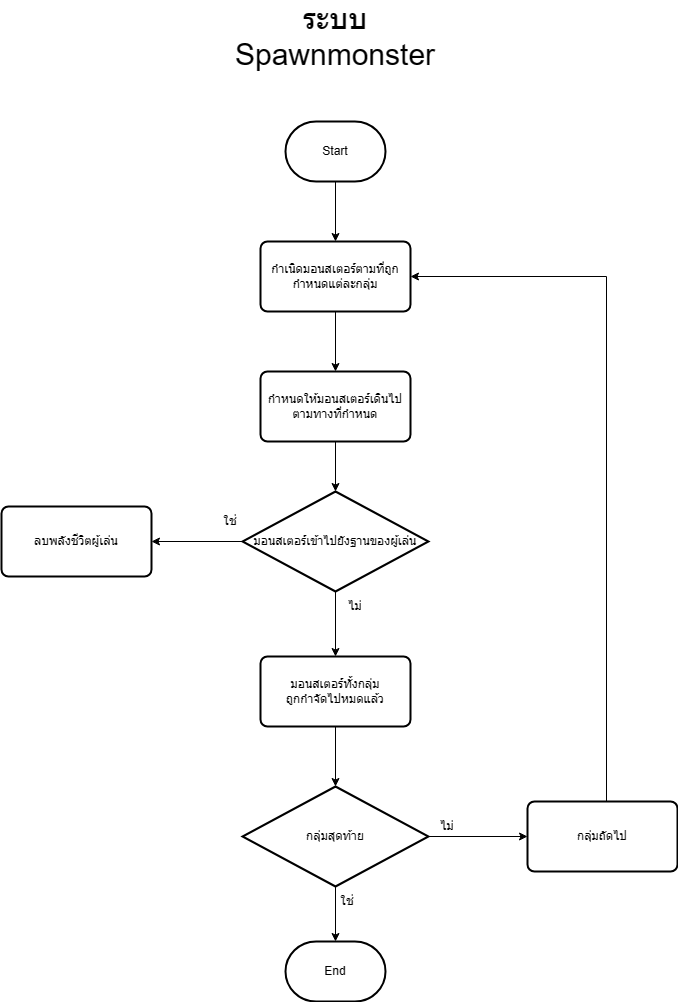 ระบบ
Spawnmonster
Start
กำเนิดมอนสเตอร์ตามที่ถูก
กำหนดแต่ละกลุ่ม
กำหนดให้มอนสเตอร์เดินไป
ตามทางที่กำหนด
ใช่
ลบพลังชีวิตผู้เล่น
มอนสเตอร์เข้าไปยังฐานของผู้เล่น
ไม่
มอนสเตอร์ทั้งกลุ่ม
ถูกกำจัดไปหมดแล้ว
กลุ่มสุดท้าย
ไม่
กลุ่มถัดไป
ใช่
End